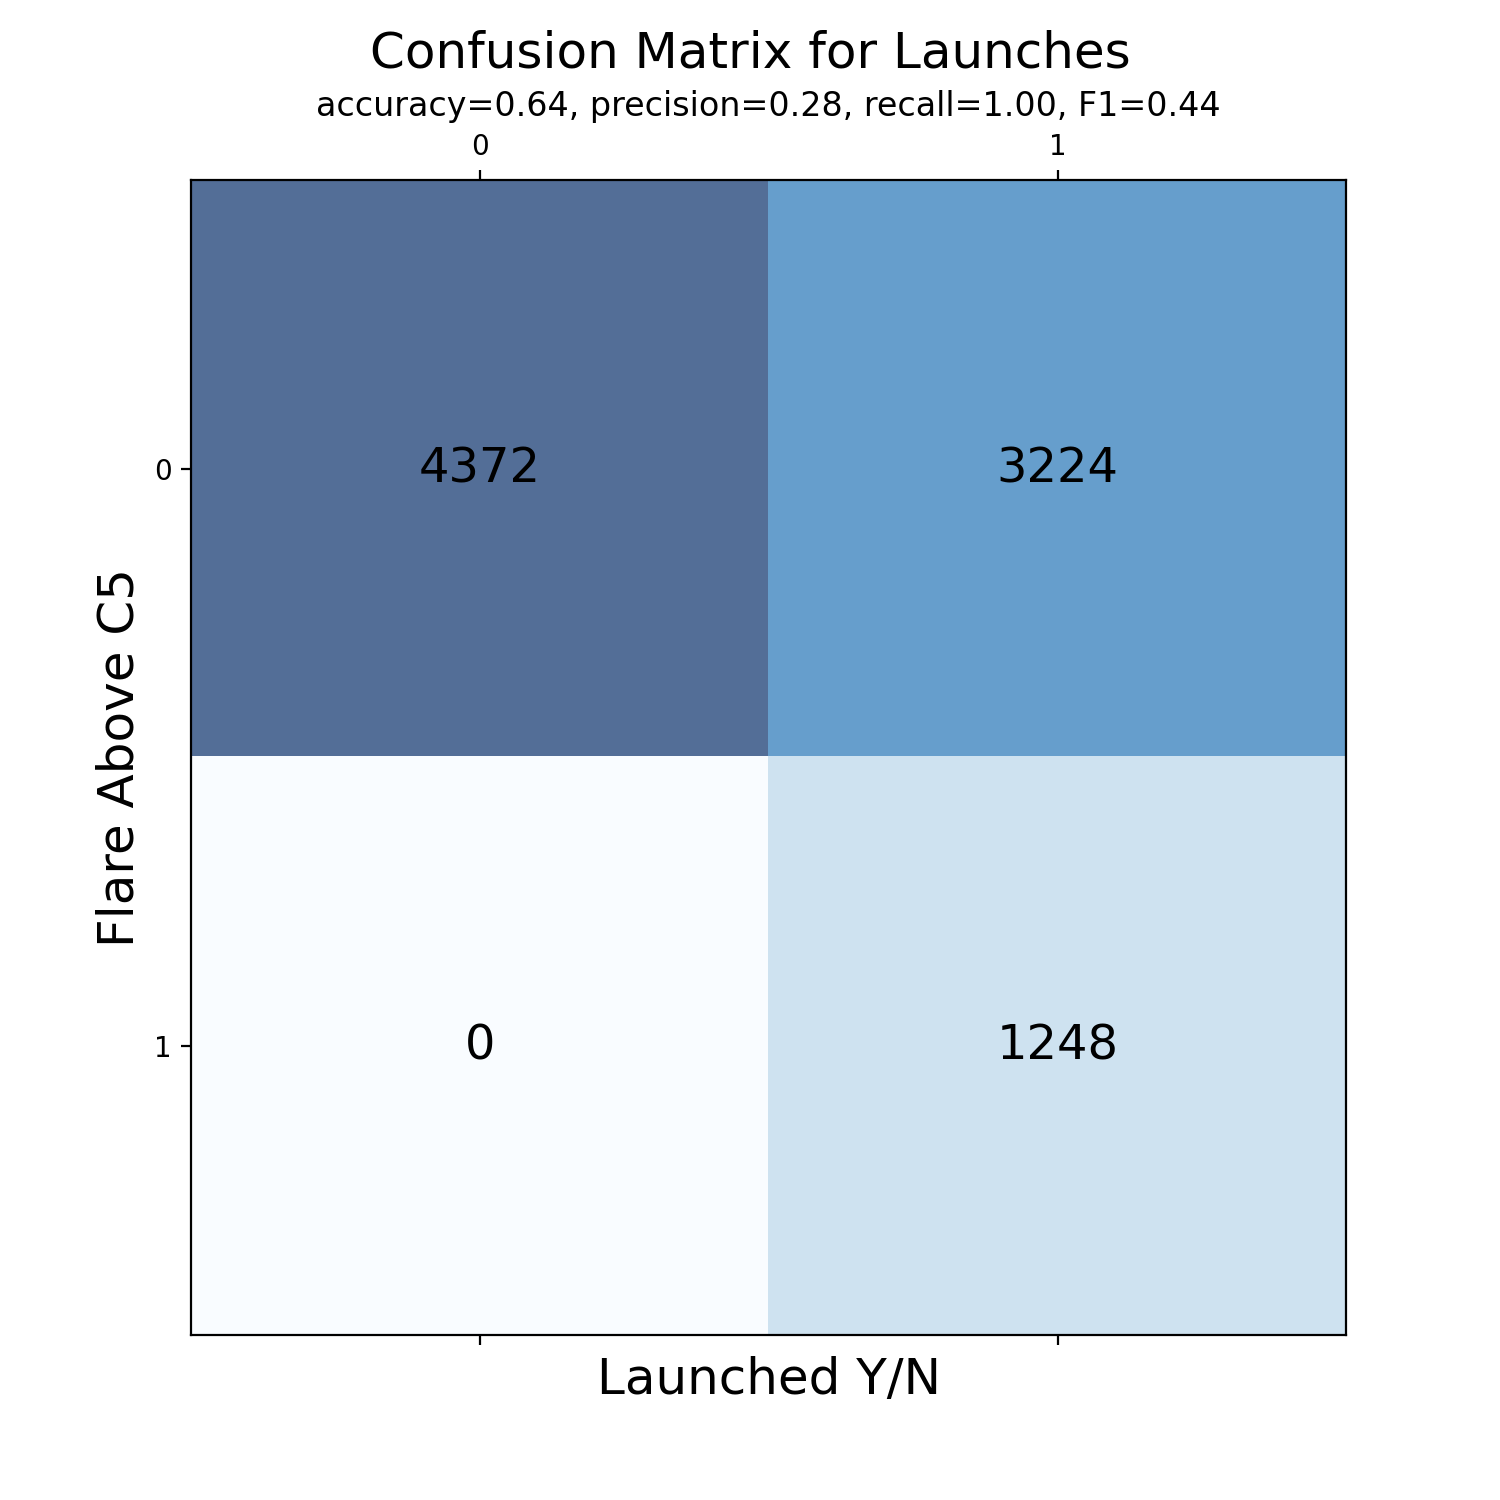 Confusion Matrix for Launches
accuracy=0.64, precision=0.28, recall=1.00, F1=0.44
0 1
0 4372 3224
Flare Above C5
1 0 1248
Launched Y/N